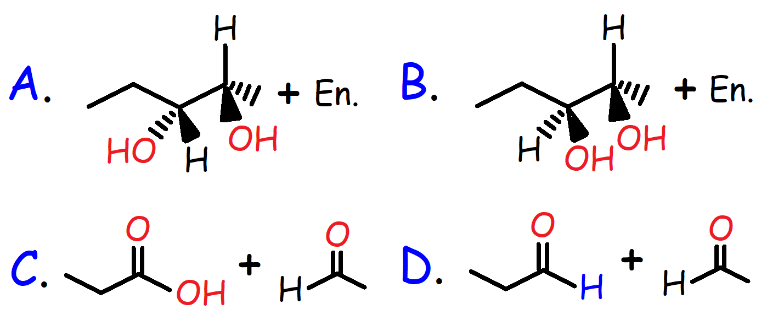 H H
A. + En. B. + En.
HO H OH H OH OH
O O O O
C. OH + H D. H + H